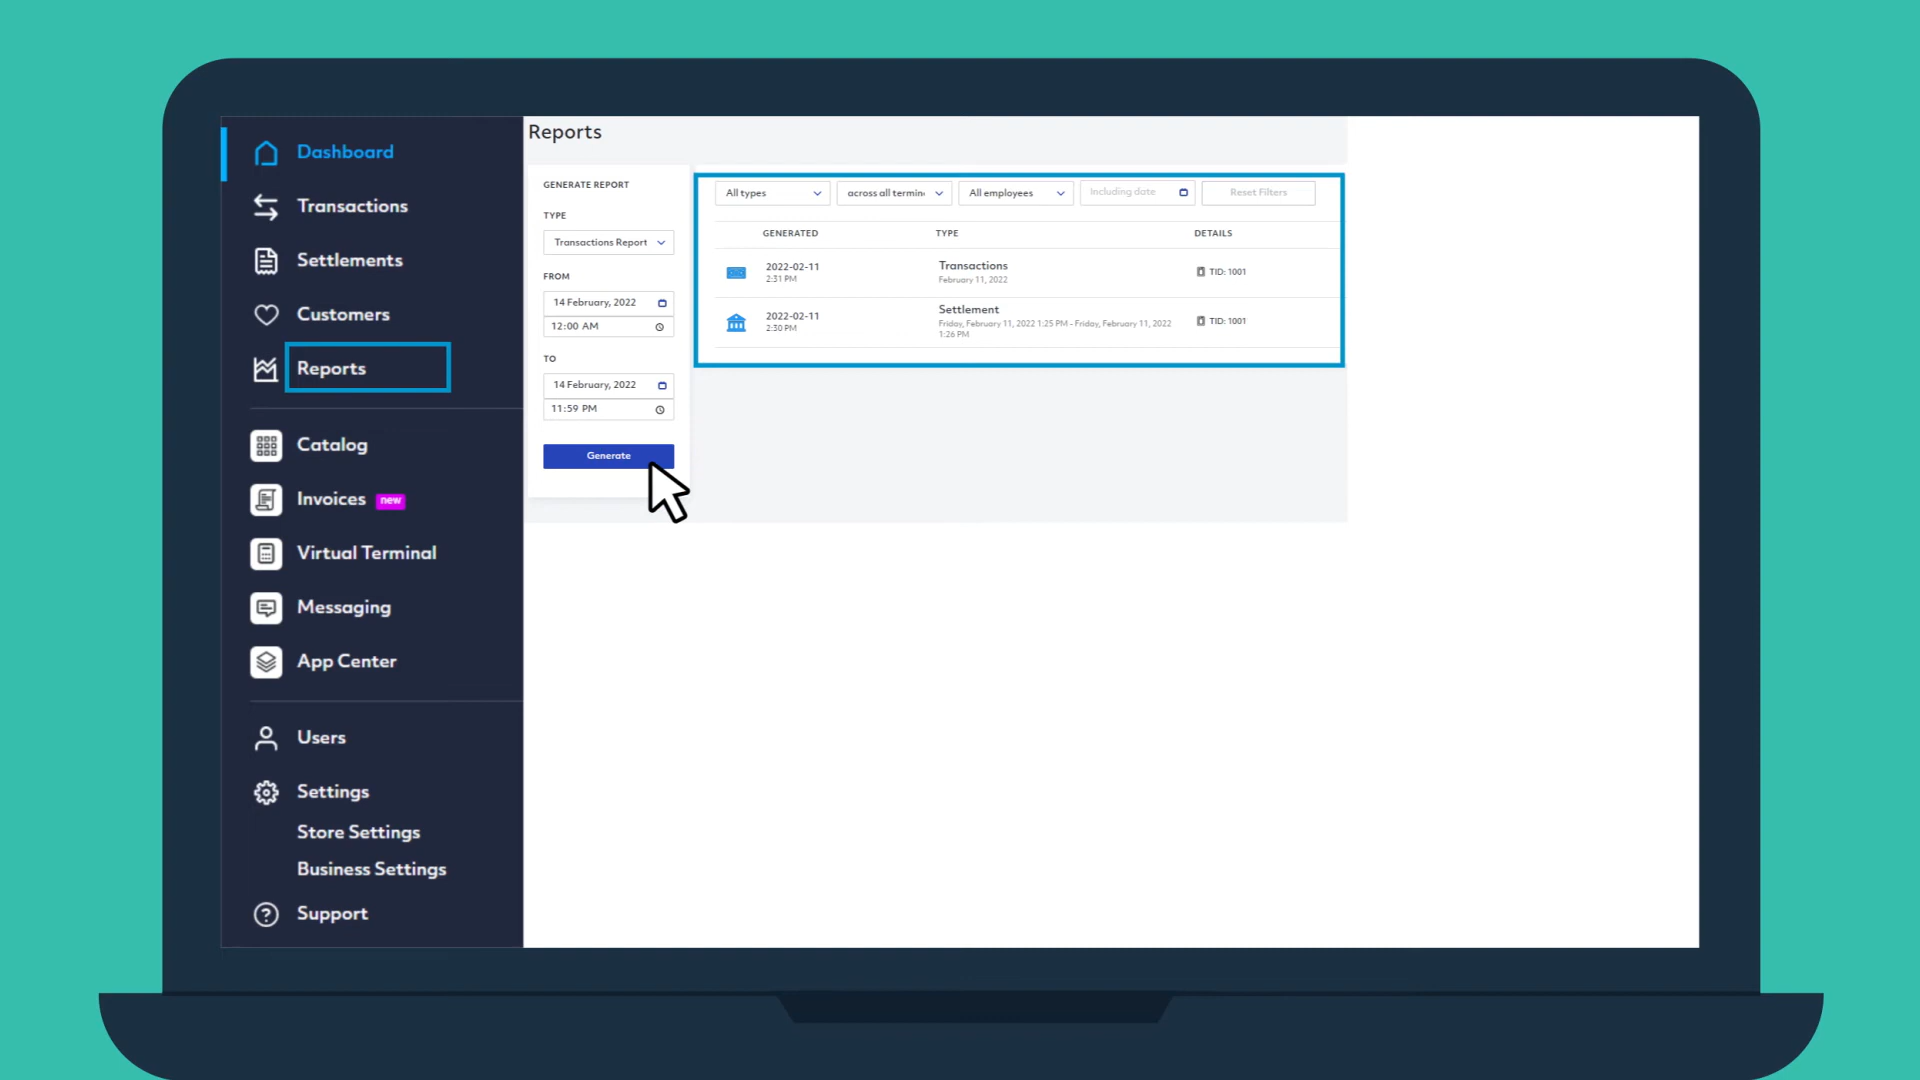 Dashboard
Transactions
Settlements
Customers
Reports
Catalog
Invoices new
Virtual Terminal
Messaging
App Center
Users
Settings
Store Settings
Business Settings
Support
Reports
GENERATE REPORT
TYPE
Transactions Report
FROM
14 February, 2022
12:00 AM
TO
14 February, 2022
11:59 PM
Generate
All types
across all termin
All employees
Including date
Reset Filters
GENERATED TYPE DETAILS
2022-02-11
2:31 PM
Transactions
February 11, 2022
TID: 1001
2022-02-11
2:30 PM
Settlement
Friday, February 11, 2022 1:25 PM - Friday, February 11, 2022
1:26 PM
TID: 1001